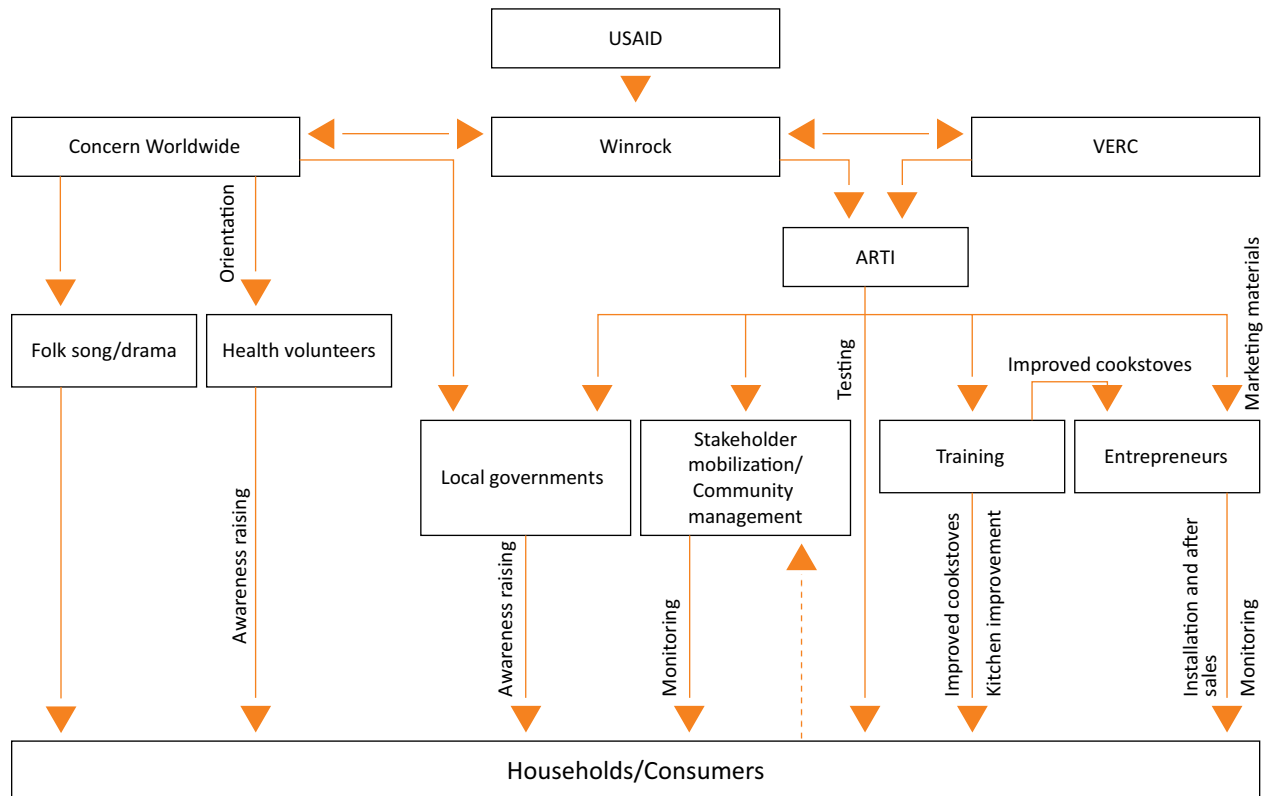 USAID
Concern Worldwide
Winrock
VERC
Orientation
ARTI
Marketing materials
Folk song/drama
Health volunteers
Testing
Improved cookstoves
Local governments
Stakeholder
mobilization/
Community
management
Training
Entrepreneurs
Awareness raising
Awareness raising
Monitoring
Improved cookstoves
Kitchen improvement
Installation and after
sales
Monitoring
Households/Consumers